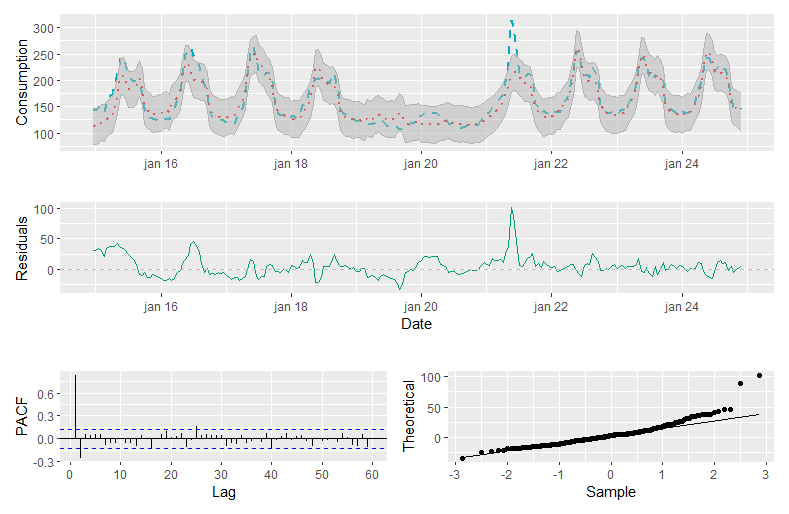 Consumption
300
250
200
150
100
jan 16 jan 18 jan 20 jan 22 jan 24
Residuals
100
50
0
jan 16 jan 18 jan 20 jan 22 jan 24
Date
PACF
0.6
0.3
0.0
-0.3
0 10 20 30 40 50 60
Lag
Theoretical
100
50
0
-3 -2 -1 0 1 2 3
Sample